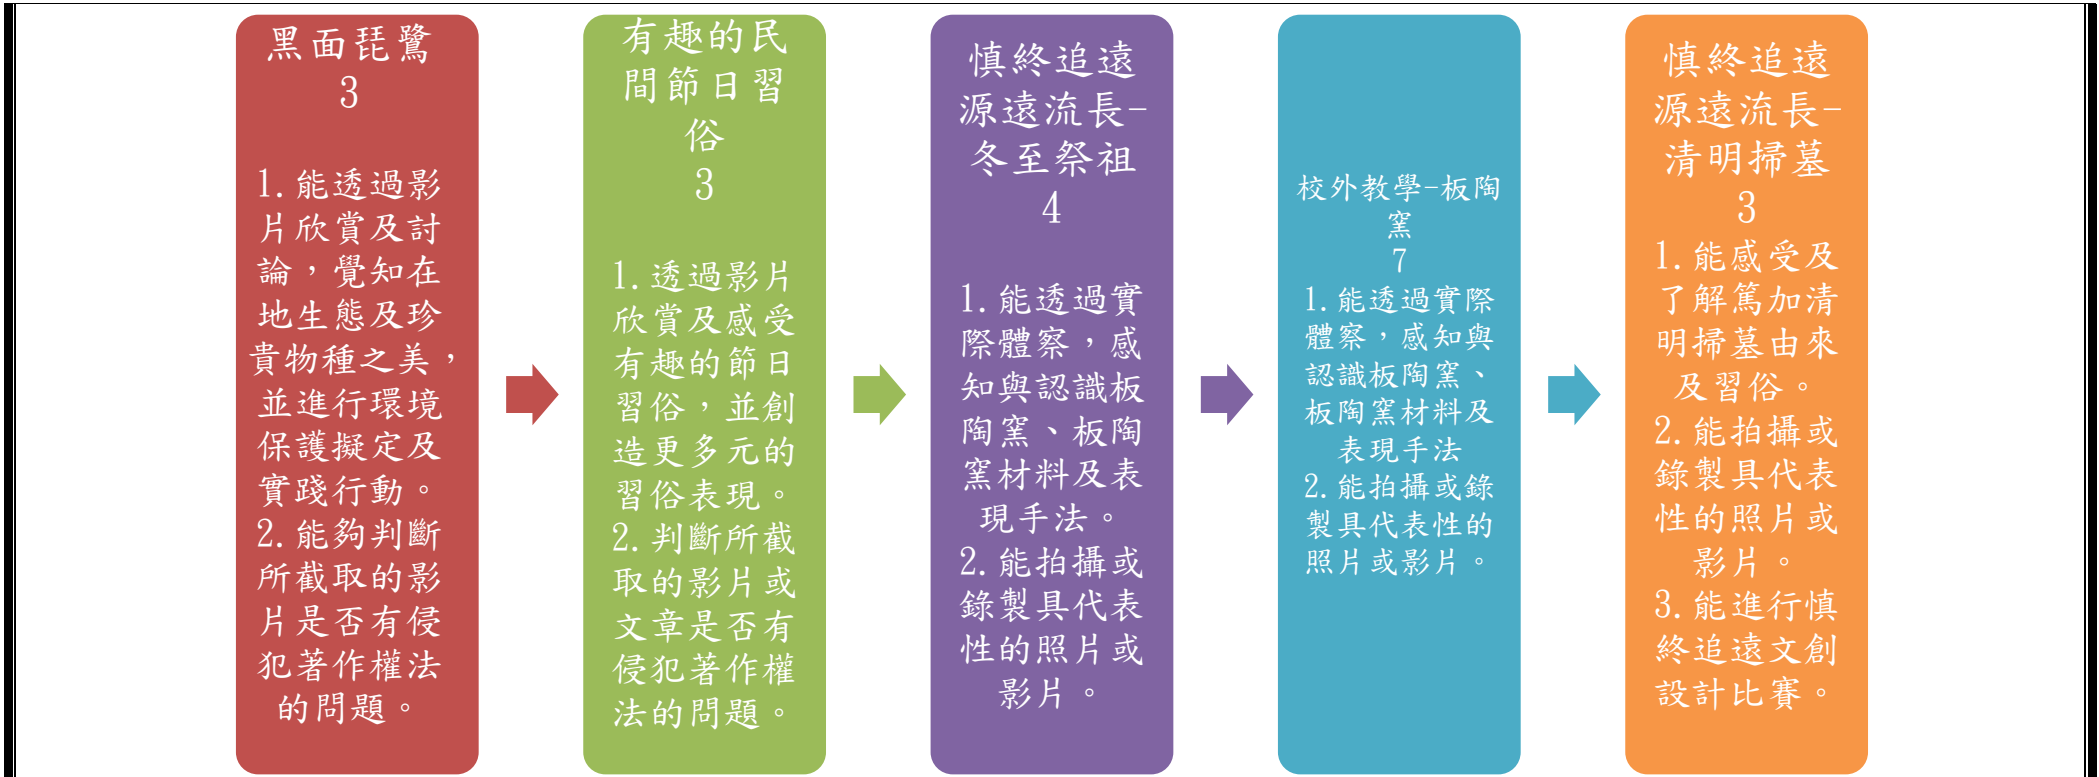 黑面琵鷺
3
1.能透過影
片欣賞及討
論，覺知在
地生態及珍
貴物種之美，
並進行環境
保護擬定及
實踐行動。
2.能夠判斷
所截取的影
片是否有侵
犯著作權法
的問題。
有趣的民
間節日習
俗
3
1.透過影片
欣賞及感受
有趣的節日
習俗，並創
造更多元的
習俗表現。
2.判斷所截
取的影片或
文章是否有
侵犯著作權
法的問題。
慎終追遠
源遠流長-
冬至祭祖
4
1.能透過實
際體察，感
知與認識板
陶窯、板陶
窯材料及表
現手法。
2.能拍攝或
錄製具代表
性的照片或
影片。
校外教學-板陶
窯
7
1.能透過實際
體察，感知與
認識板陶窯、
板陶窯材料及
表現手法
2.能拍攝或錄
製具代表性的
照片或影片。
慎終追遠
源遠流長-
清明掃墓
3
1.能感受及
了解篤加清
明掃墓由來
及習俗。
2.能拍攝或
錄製具代表
性的照片或
影片。
3.能進行慎
終追遠文創
設計比賽。